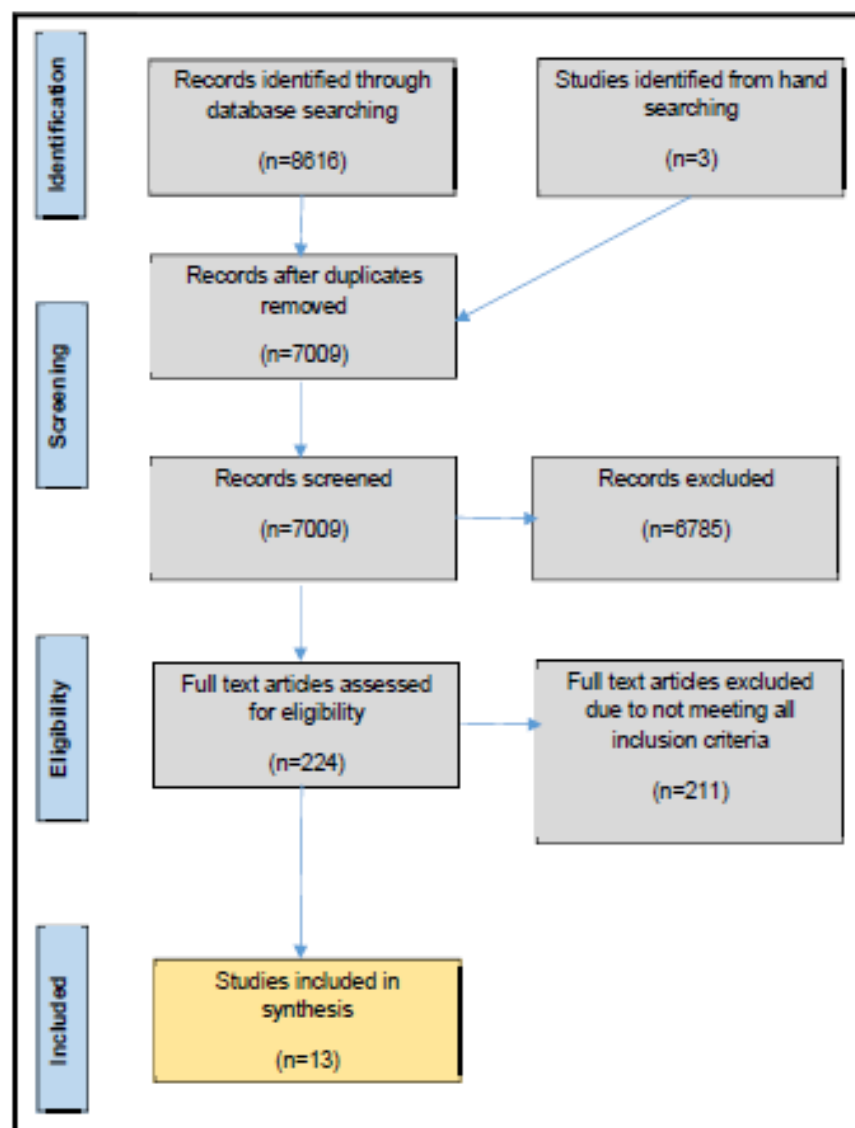 Identification
Records identified through
database searching
(n=8616)
Studies identified from hand
searching
(n=3)
Records after duplicates
removed
(n=7009)
Screening
Records screened
(n=7009)
Records excluded
(n=6785)
Eligibility
Full text articles assessed
for eligibility
(n=224)
Full text articles excluded
due to not meeting all
inclusion criteria
(n=211)
Included
Studies included in
synthesis
(n=13)